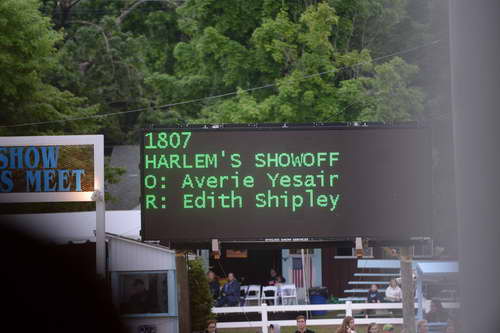 1807
HARLEM'S SHOWOFF
O: Averie Yesair
R: Edith Shipley
SHOW
S MEET